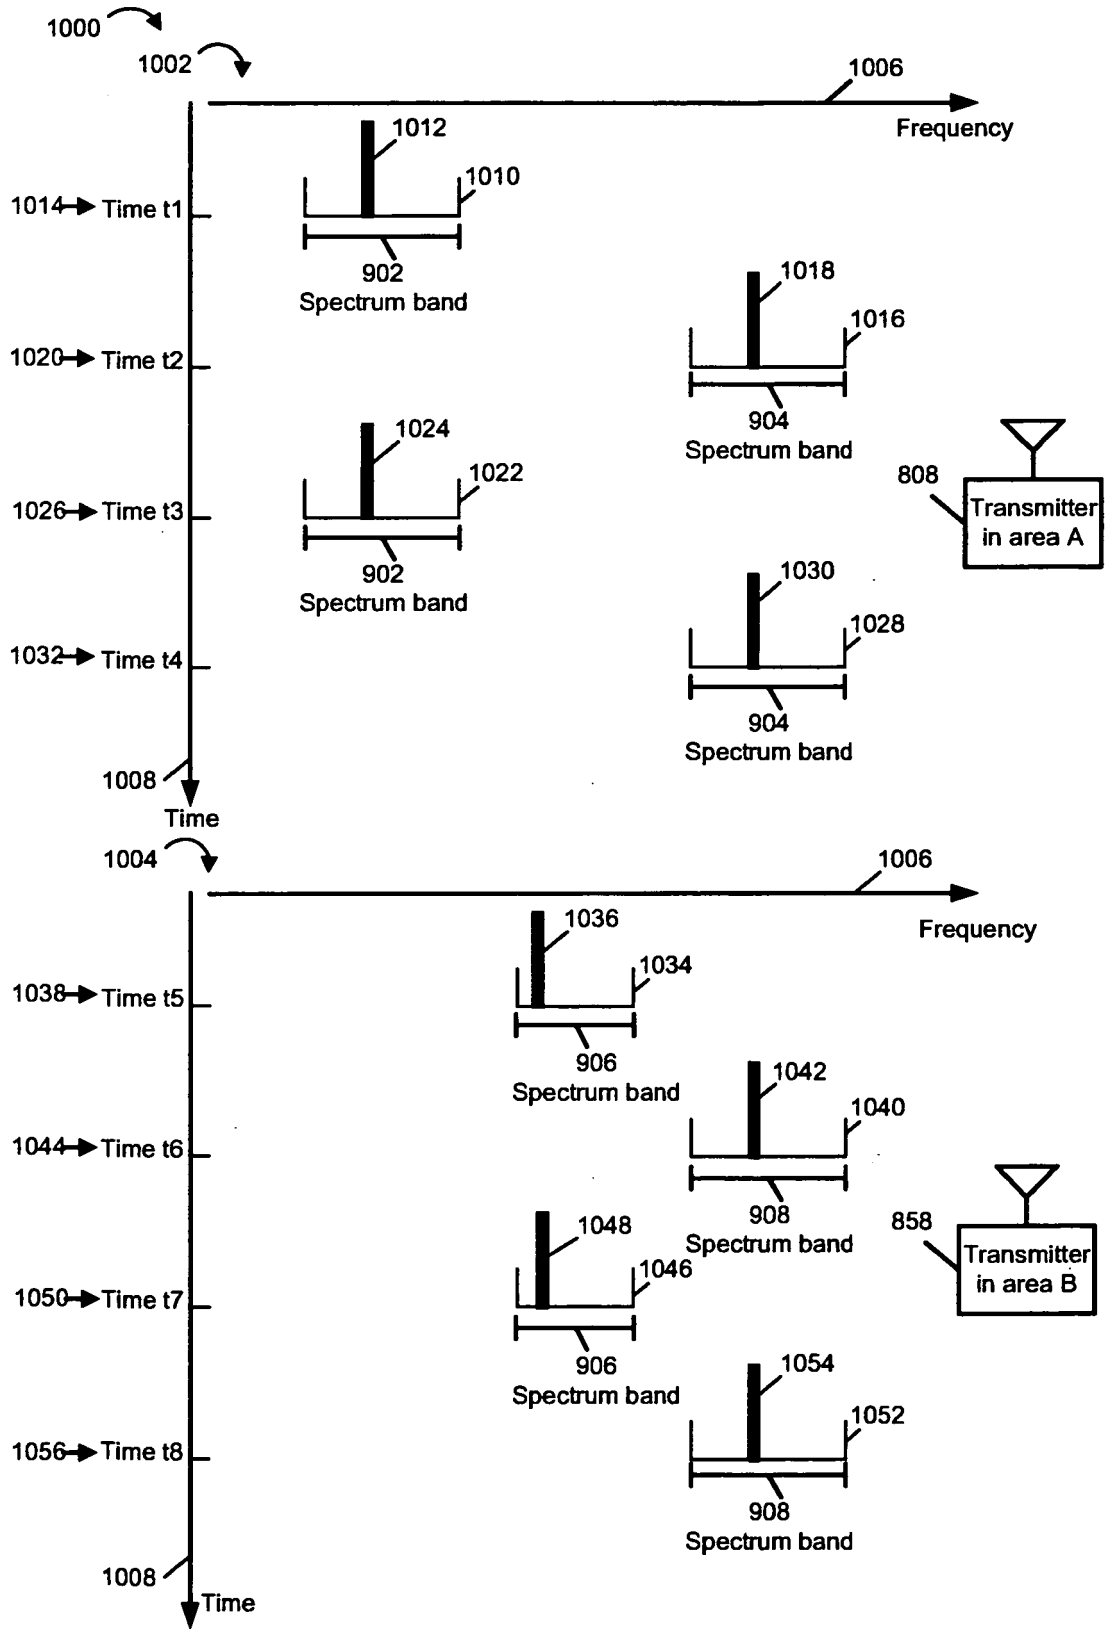 1000
1002
1006
Frequency
1012
1010
1014 Time t1
902
Spectrum band
1018
1016
1020 Time t2
904
Spectrum band
1024
1022
1026 Time t3
902
Spectrum band
808
Transmitter
in area A
1030
1028
1032 Time t4
904
Spectrum band
1008
Time
1004
1006
Frequency
1036
1034
1038 Time t5
906
Spectrum band
1042
1040
1044 Time t6
908
Spectrum band
1048
1046
1050 Time t7
906
Spectrum band
858
Transmitter
in area B
1054
1052
1056 Time t8
908
Spectrum band
1008
Time